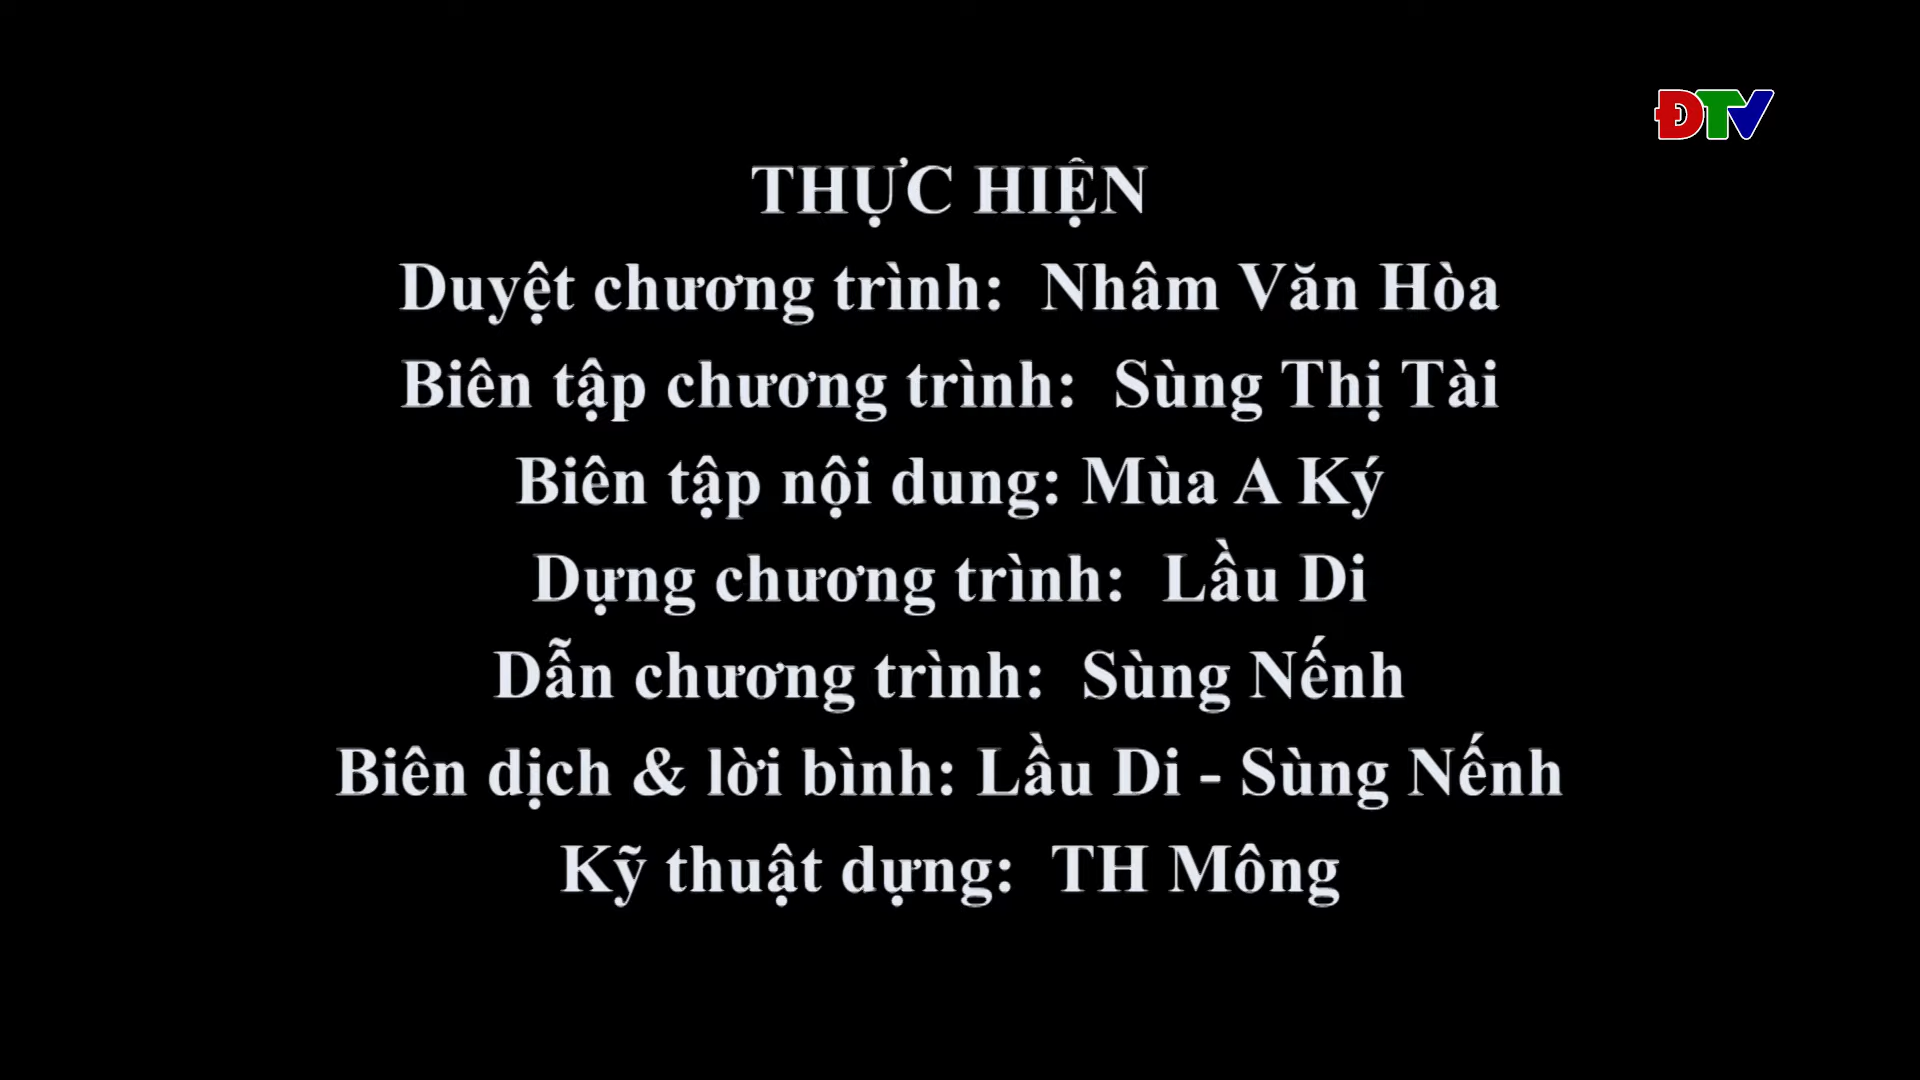 ĐTV
THỰC HIỆN
Duyệt chương trình: Nhâm Văn Hòa
Biên tập chương trình: Sùng Thị Tài
Biên tập nội dung: Mùa A Ký
Dựng chương trình: Lầu Di
Dẫn chương trình: Sùng Nếnh
Biên dịch & lời bình: Lầu Di - Sùng Nếnh
Kỹ thuật dựng: TH Mông